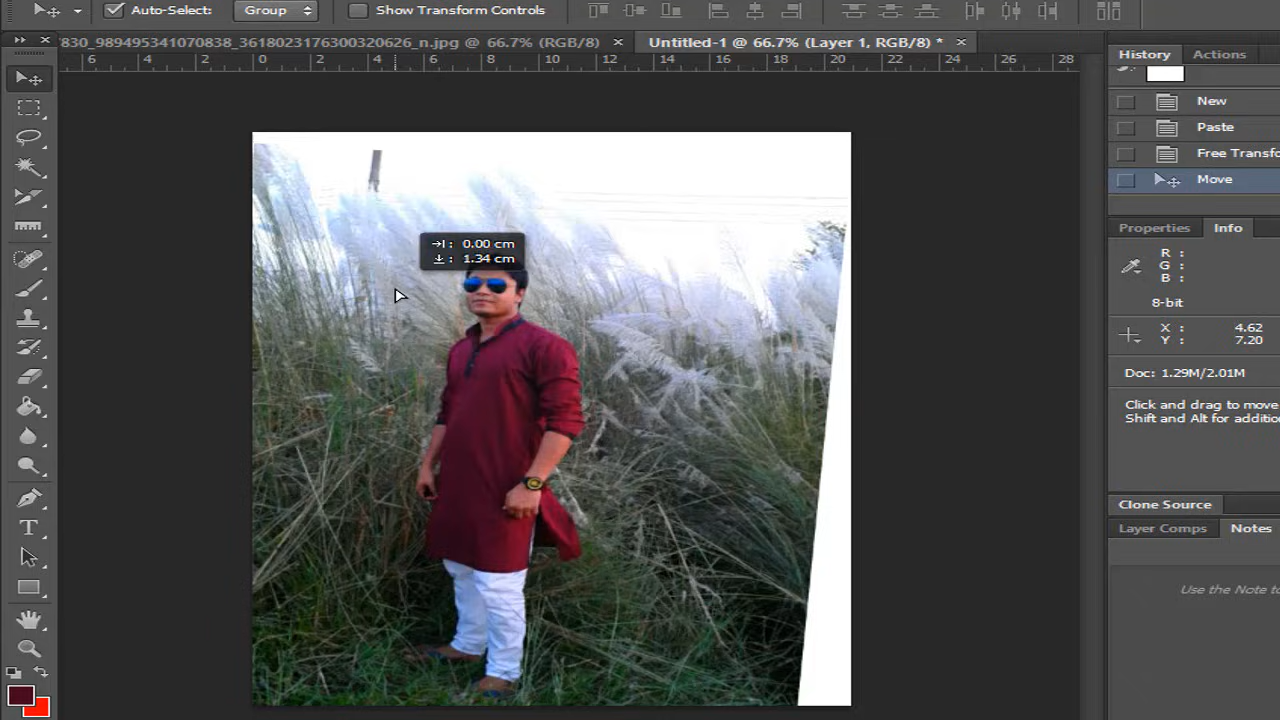 Auto-Select: Group Show Transform Controls
7830_989495341070838_3618023176300320626_n.jpg @ 66.7% (RGB/8) × Untitled-1 @ 66.7% (Layer 1, RGB/8) * ×
6 4 2 0 2 4 6 8 10 12 14 16 18 20 22 24 26 28
History Actions
New
Paste
Free Transfo
Move
Properties Info
R :
G :
B :
8-bit
X : 4.62
Y : 7.20
Doc: 1.29M/2.01M
Click and drag to move
Shift and Alt for additio
Clone Source
Layer Comps Notes
Use the Note to
→I : 0.00 cm
↓ : 1.34 cm
T